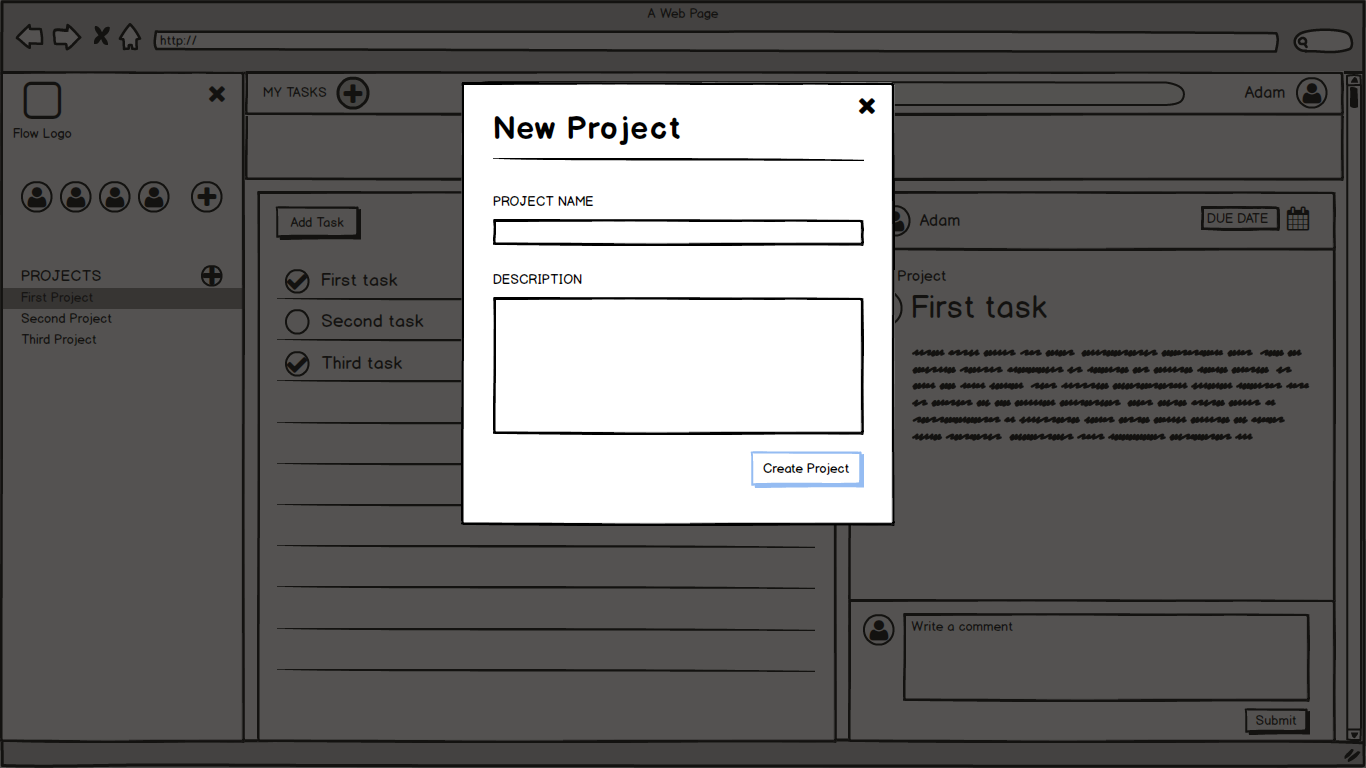 A Web Page
http://
Flow Logo
MY TASKS
Adam
PROJECTS
First Project
Second Project
Third Project
Add Task
First task
Second task
Third task
New Project
PROJECT NAME
DESCRIPTION
Create Project
Adam
DUE DATE
Project
First task
Write a comment
Submit